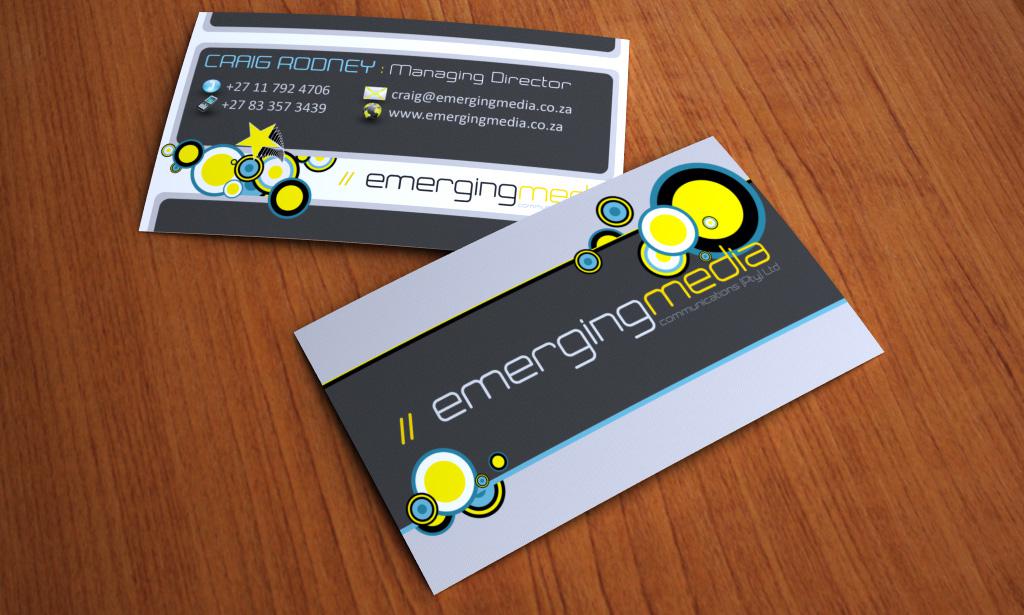 CRAIG RODNEY : Managing Director
+27 11 792 4706
craig@emergingmedia.co.za
+27 83 357 3439
www.emergingmedia.co.za
// emergingmed
// emergingmedia
communications (Pty) Ltd